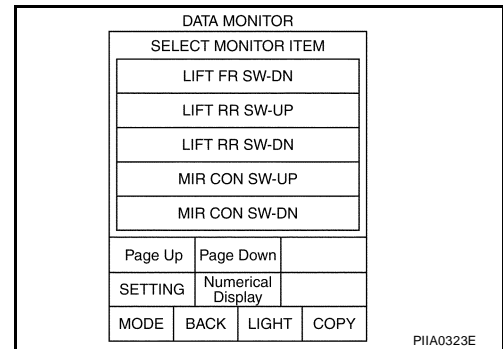 DATA MONITOR
SELECT MONITOR ITEM
LIFT FR SW-DN
LIFT RR SW-UP
LIFT RR SW-DN
MIR CON SW-UP
MIR CON SW-DN
Page Up Page Down
SETTING Numerical Display
MODE BACK LIGHT COPY
PIIA0323E